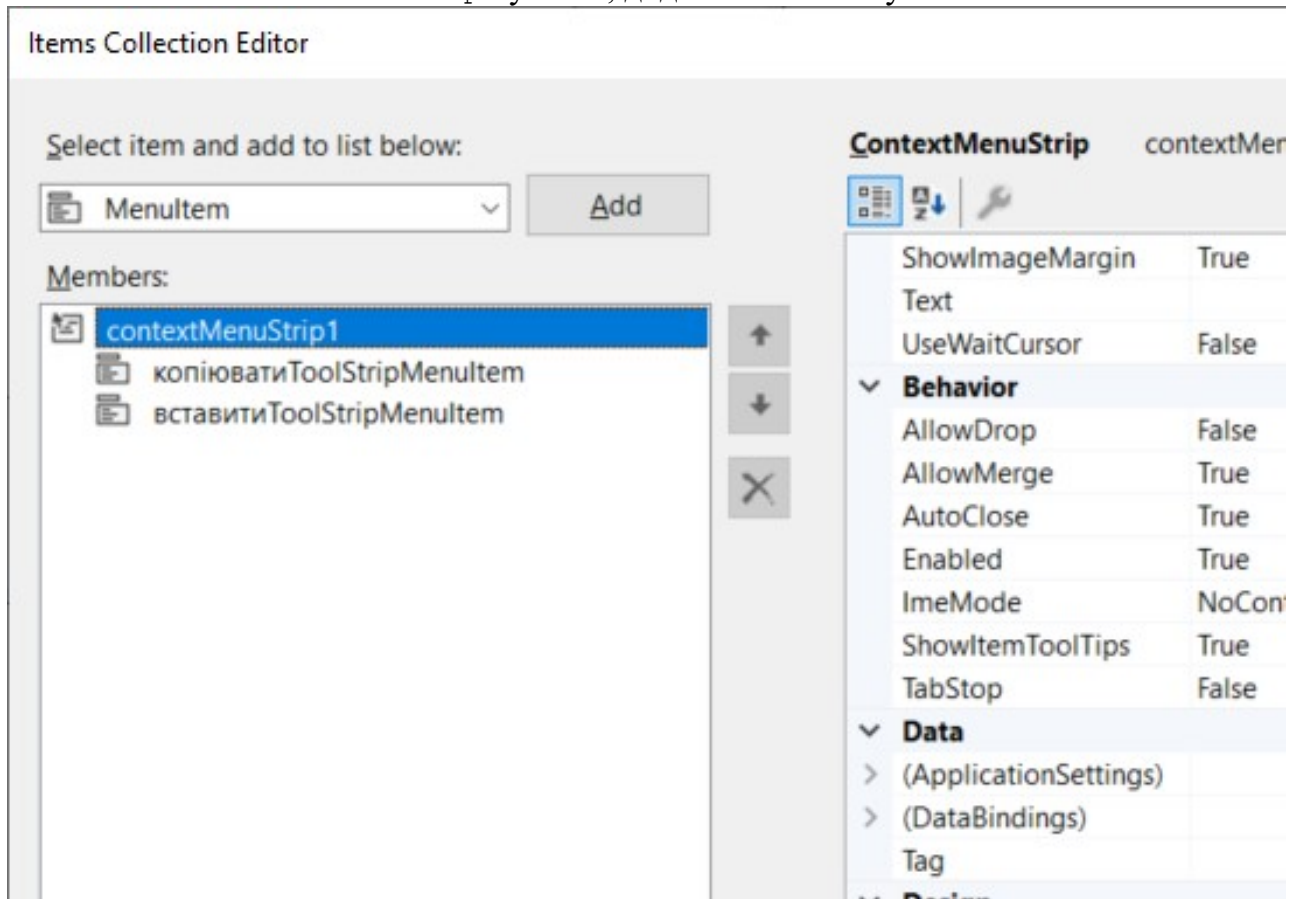 Items Collection Editor
Select item and add to list below:
MenuItem
Add
Members:
contextMenuStrip1
копіюватиToolStripMenuItem
вставитиToolStripMenuItem
ContextMenuStrip contextMer
ShowImageMargin True
Text
UseWaitCursor False
Behavior
AllowDrop False
AllowMerge True
AutoClose True
Enabled True
ImeMode NoCon
ShowItemToolTips True
TabStop False
Data
(ApplicationSettings)
(DataBindings)
Tag